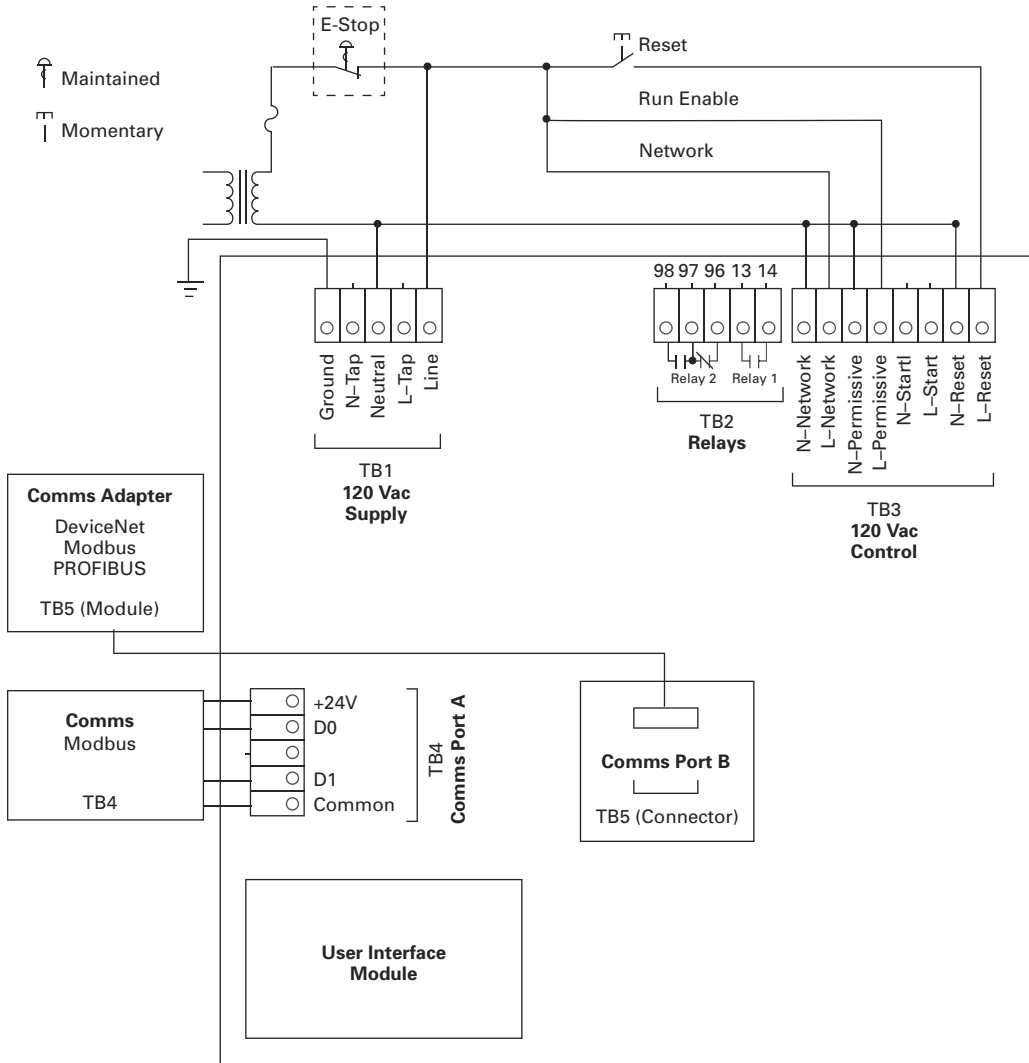 E-Stop
Reset
Maintained
Run Enable
Momentary
Network
98 97 96 13 14
Relay 2
Relay 1
Ground
N–Tap
Neutral
L–Tap
Line
N–Network
L–Network
N–Permissive
L–Permissive
N–Startl
L–Start
N–Reset
L–Reset
TB1
120 Vac
Supply
TB2
Relays
TB3
120 Vac
Control
Comms Adapter
DeviceNet
Modbus
PROFIBUS
TB5 (Module)
Comms
Modbus
TB4
+24V
D0
D1
Common
TB4
Comms Port A
Comms Port B
TB5 (Connector)
User Interface
Module